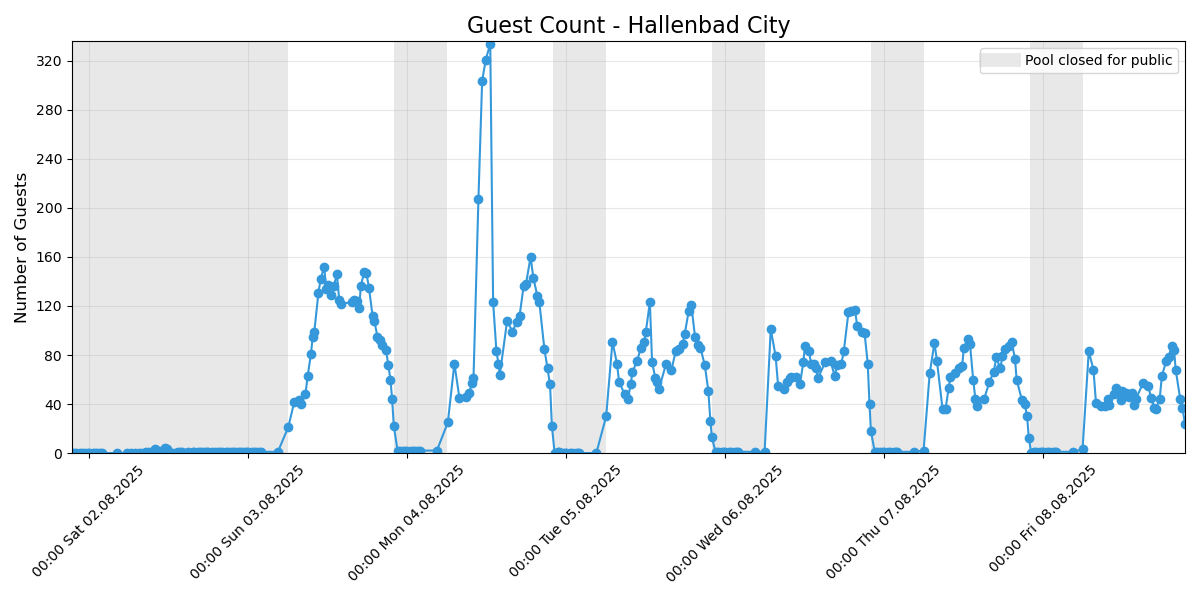 Guest Count - Hallenbad City
Pool closed for public
Number of Guests
320
280
240
200
160
120
80
40
0
00:00 Sat 02.08.2025
00:00 Sun 03.08.2025
00:00 Mon 04.08.2025
00:00 Tue 05.08.2025
00:00 Wed 06.08.2025
00:00 Thu 07.08.2025
00:00 Fri 08.08.2025